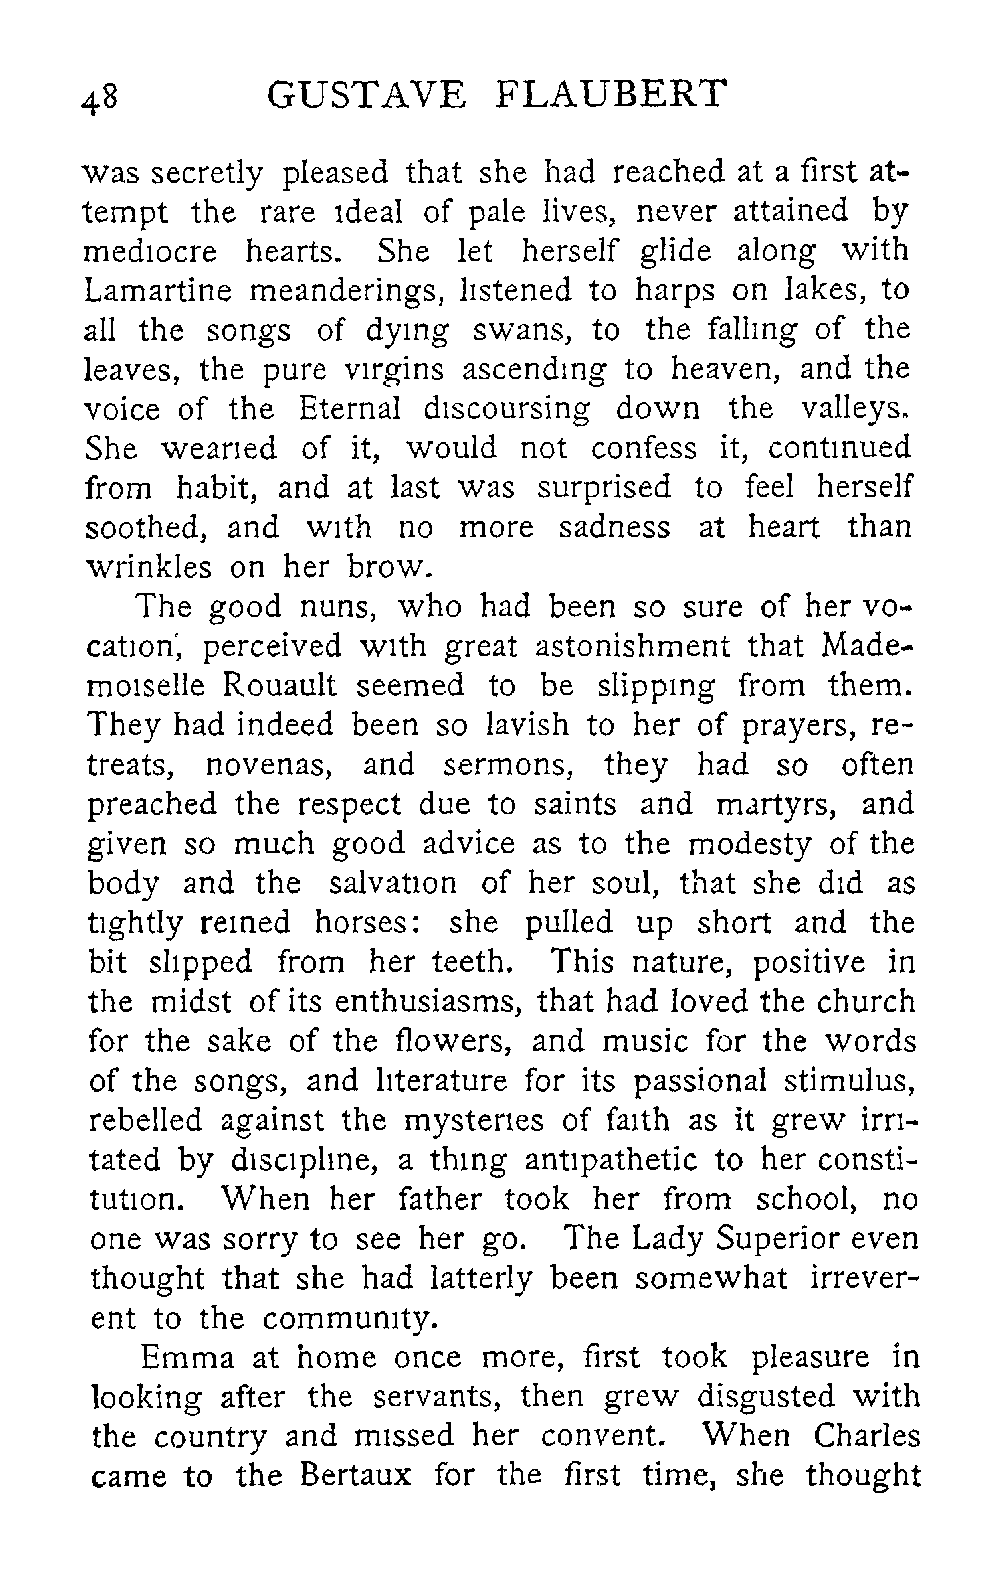 48 GUSTAVE FLAUBERT
was secretly pleased that she had reached at a first at-
tempt the rare ideal of pale lives, never attained by
mediocre hearts. She let herself glide along with
Lamartine meanderings, listened to harps on lakes, to
all the songs of dying swans, to the falling of the
leaves, the pure virgins ascending to heaven, and the
voice of the Eternal discoursing down the valleys.
She wearied of it, would not confess it, continued
from habit, and at last was surprised to feel herself
soothed, and with no more sadness at heart than
wrinkles on her brow.
The good nuns, who had been so sure of her vo-
cation, perceived with great astonishment that Made-
moiselle Rouault seemed to be slipping from them.
They had indeed been so lavish to her of prayers, re-
treats, novenas, and sermons, they had so often
preached the respect due to saints and martyrs, and
given so much good advice as to the modesty of the
body and the salvation of her soul, that she did as
tightly reined horses: she pulled up short and the
bit slipped from her teeth. This nature, positive in
the midst of its enthusiasms, that had loved the church
for the sake of the flowers, and music for the words
of the songs, and literature for its passional stimulus,
rebelled against the mysteries of faith as it grew irri-
tated by discipline, a thing antipathetic to her consti-
tution. When her father took her from school, no
one was sorry to see her go. The Lady Superior even
thought that she had latterly been somewhat irrever-
ent to the community.
Emma at home once more, first took pleasure in
looking after the servants, then grew disgusted with
the country and missed her convent. When Charles
came to the Bertaux for the first time, she thought